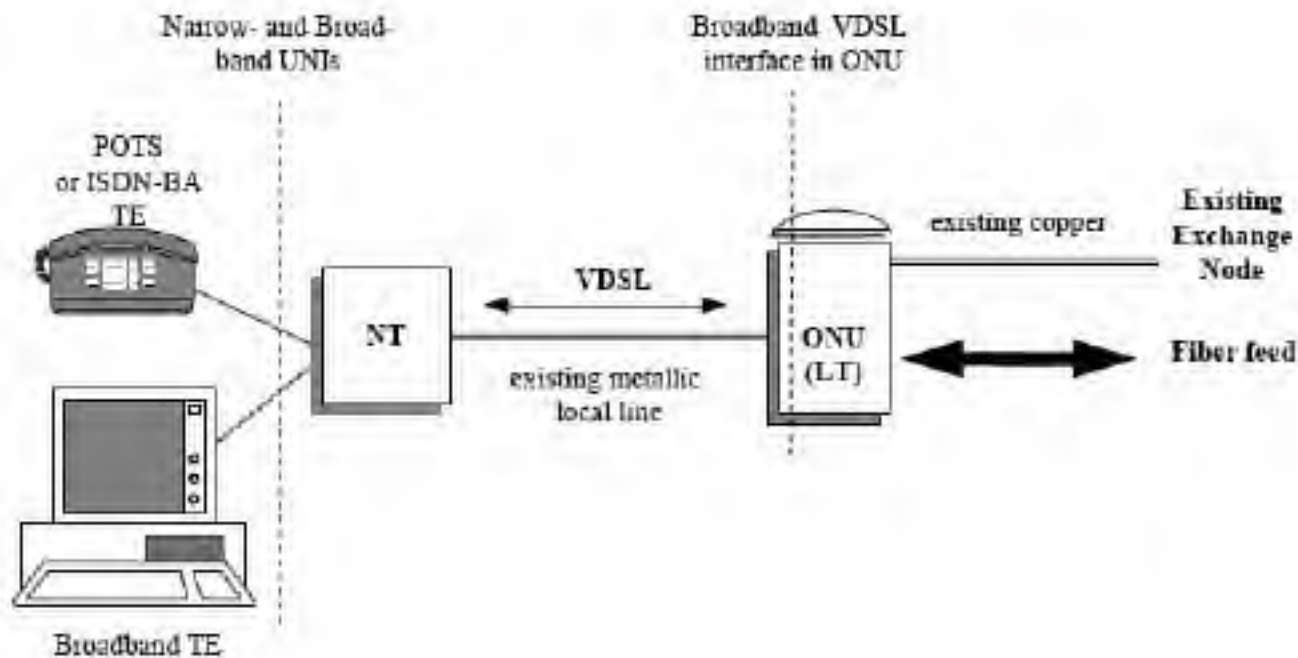 Narrow- and Broad-
band UNIs
Broadband VDSL
interface in ONU
POTS
or ISDN-BA
TE
existing copper
Existing
Exchange
Node
VDSL
NT
ONU
(LT)
Fiber feed
existing metallic
local line
Broadband TE